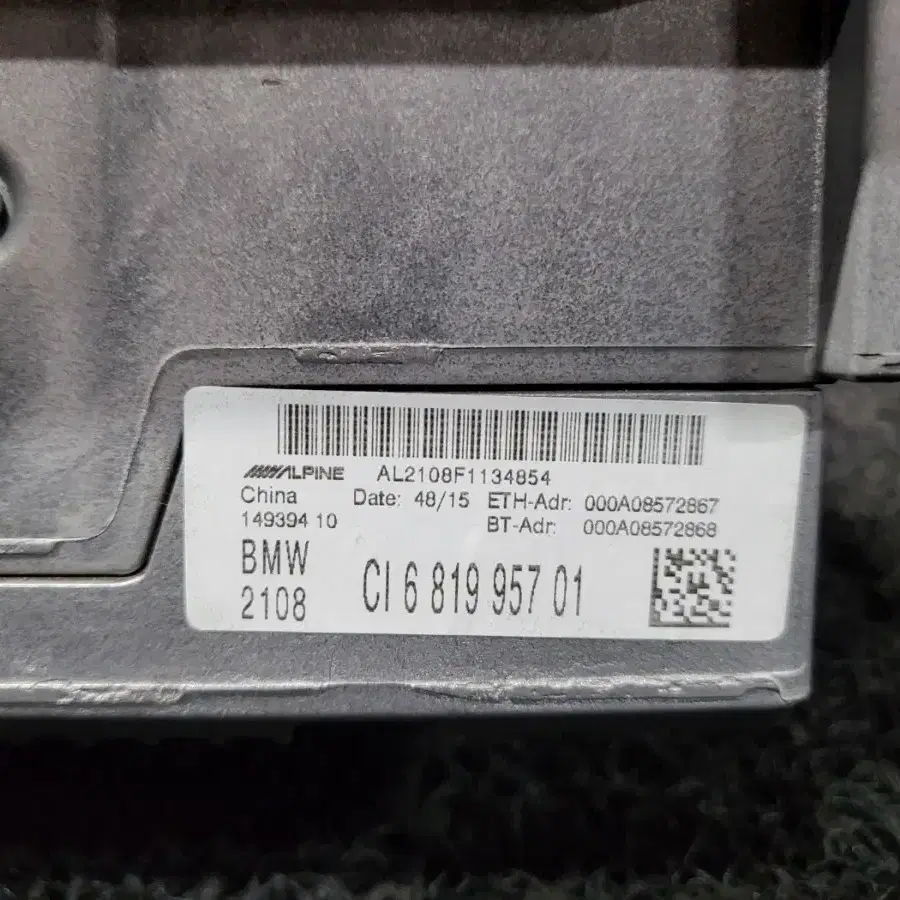 ALPINE AL2108F1134854
China Date: 48/15 ETH-Adr: 000A08572867
149394 10 BT-Adr: 000A08572868
BMW
2108 CI 6 819 957 01